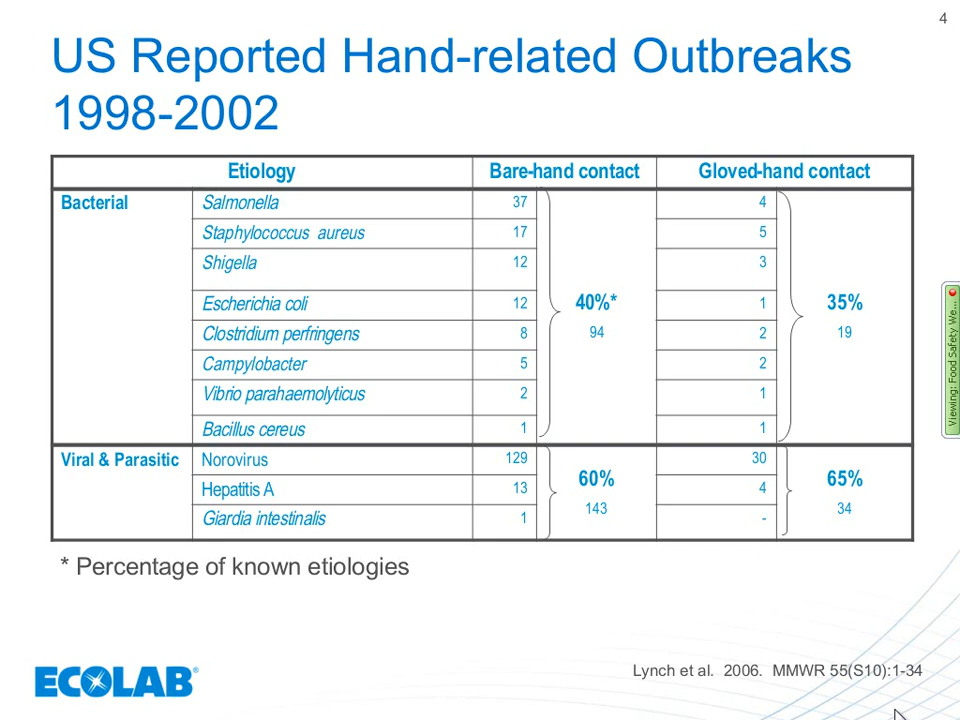 4
US Reported Hand-related Outbreaks
1998-2002
Etiology Bare-hand contact Gloved-hand contact
Bacterial Salmonella 37 4
Staphylococcus aureus 17 5
Shigella 12 3
Escherichia coli 12 40%* 1 35%
Clostridium perfringens 8 94 2 19
Campylobacter 5 2
Vibrio parahaemolyticus 2 1
Bacillus cereus 1 1
Viral & Parasitic Norovirus 129 60% 30 65%
Hepatitis A 13 143 4 34
Giardia intestinalis 1 -
* Percentage of known etiologies
Viewing: Food Safety We...
Lynch et al. 2006. MMWR 55(S10):1-34
ECOLAB®